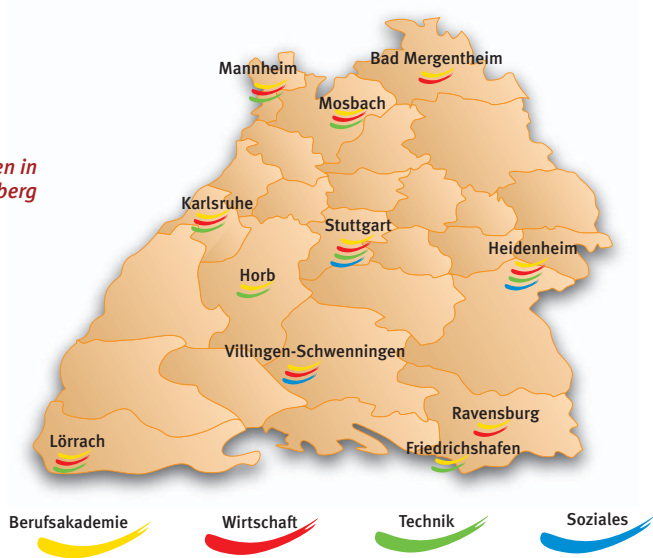 Bad Mergentheim
Mannheim
Mosbach
en in
berg
Karlsruhe
Stuttgart
Heidenheim
Horb
Villingen-Schwenningen
Ravensburg
Lörrach
Friedrichshafen
Berufsakademie
Wirtschaft
Technik
Soziales